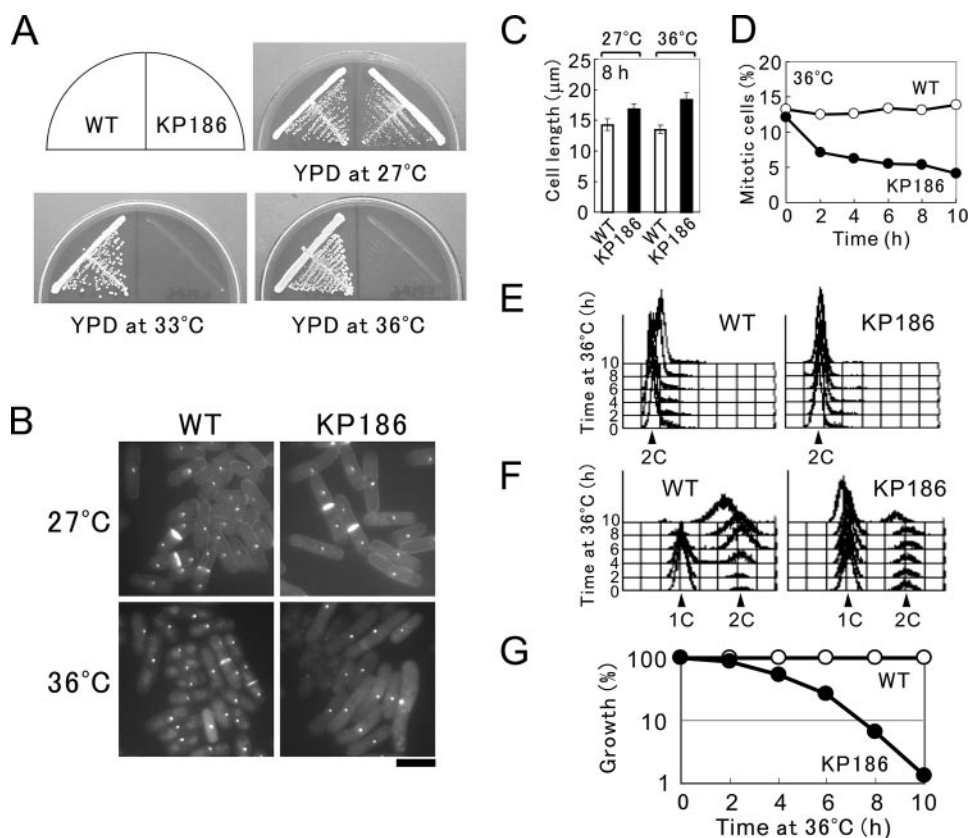 A
WT KP186
YPD at 27°C
YPD at 33°C
YPD at 36°C
B
WT KP186
27°C
36°C
C
27°C 36°C
8 h
Cell length (μm)
25
20
15
10
5
0
WT
KP186
WT
KP186
D
36°C
WT
KP186
Mitotic cells (%)
20
15
10
5
0
0 2 4 6 8 10
Time (h)
E
WT KP186
Time at 36°C (h)
10
8
6
4
2
0
2C 2C
F
WT KP186
Time at 36°C (h)
10
8
6
4
2
0
1C 2C 1C 2C
G
Growth (%)
100
10
1
WT
KP186
0 2 4 6 8 10
Time at 36°C (h)